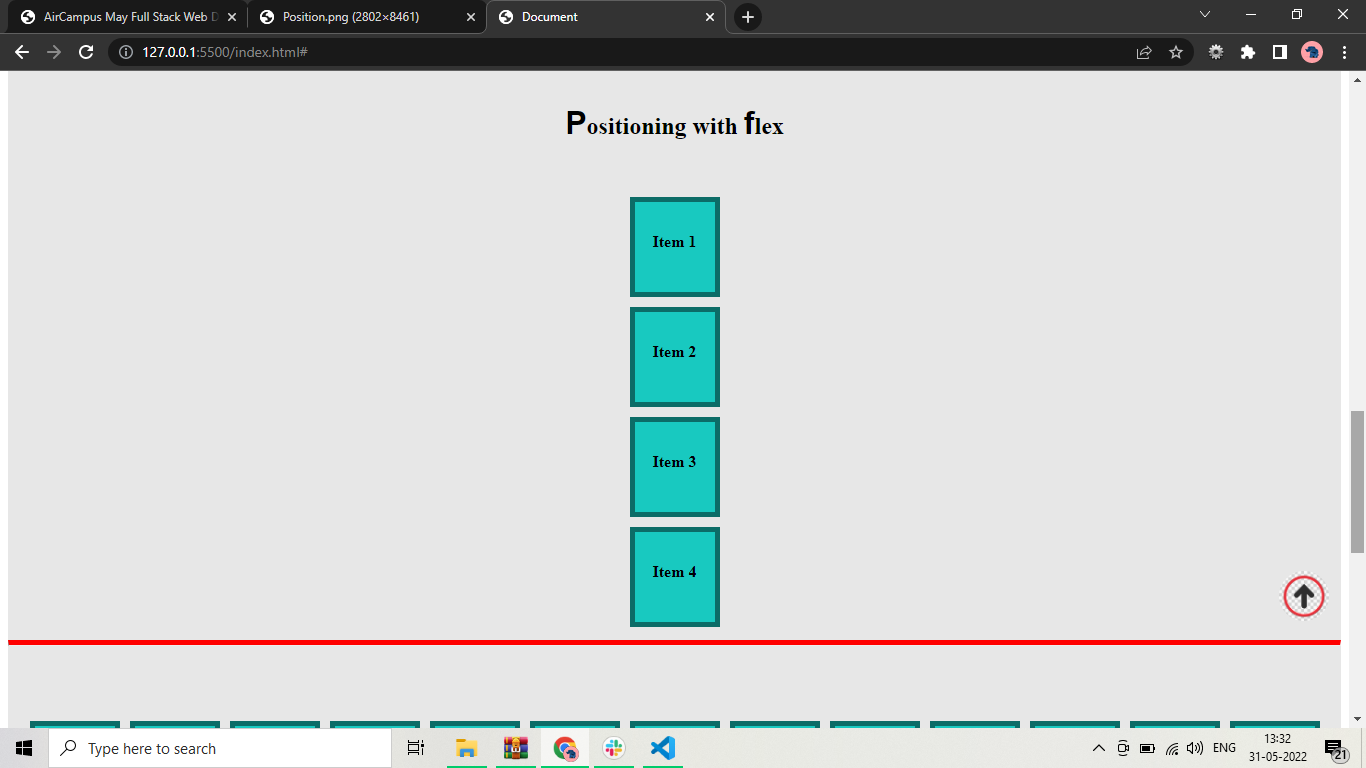 AirCampus May Full Stack Web D
Position.png (2802×8461)
Document
127.0.0.1:5500/index.html#
Positioning with flex
Item 1
Item 2
Item 3
Item 4
Type here to search
ENG
13:32
31-05-2022
21